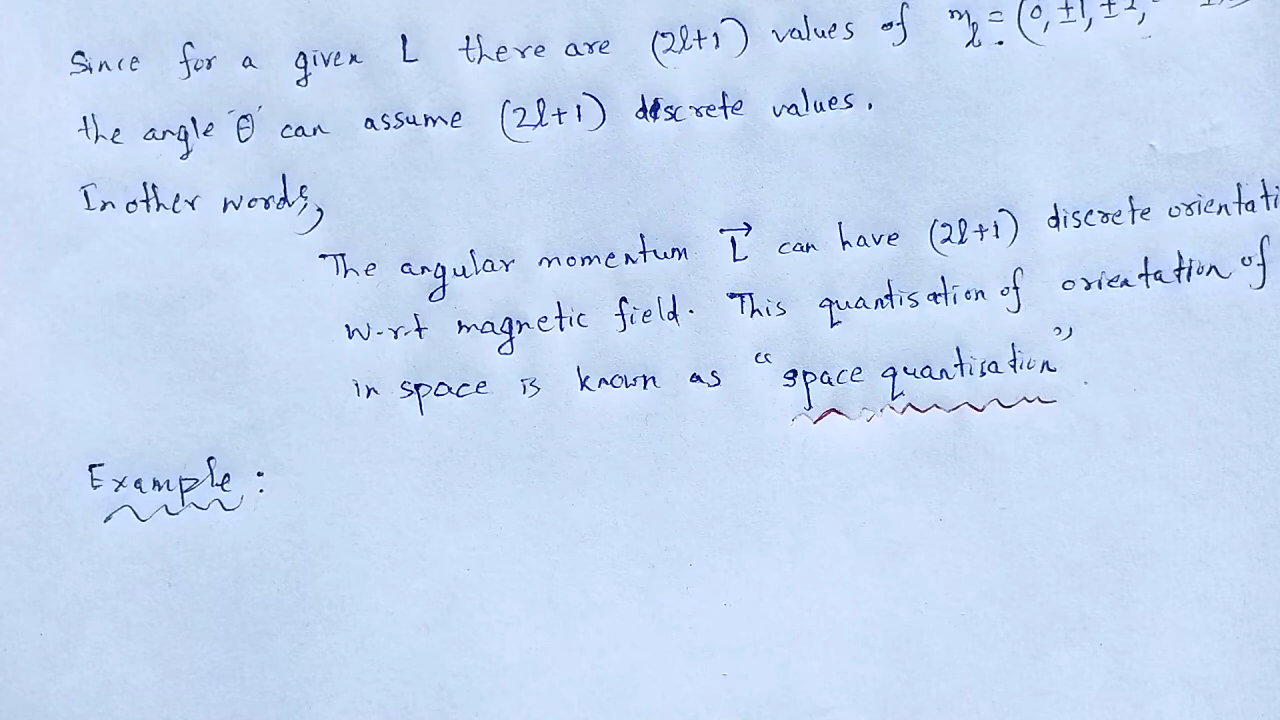 Since for a given L there are (2l+1) values of m_l = (0, ±1, ±2,
the angle 'θ' can assume (2l+1) discrete values.
In other words,
The angular momentum L⃗ can have (2l+1) discrete orientati
w.r.t magnetic field. This quantisation of orientation of
in space is known as "space quantisation"
Example: